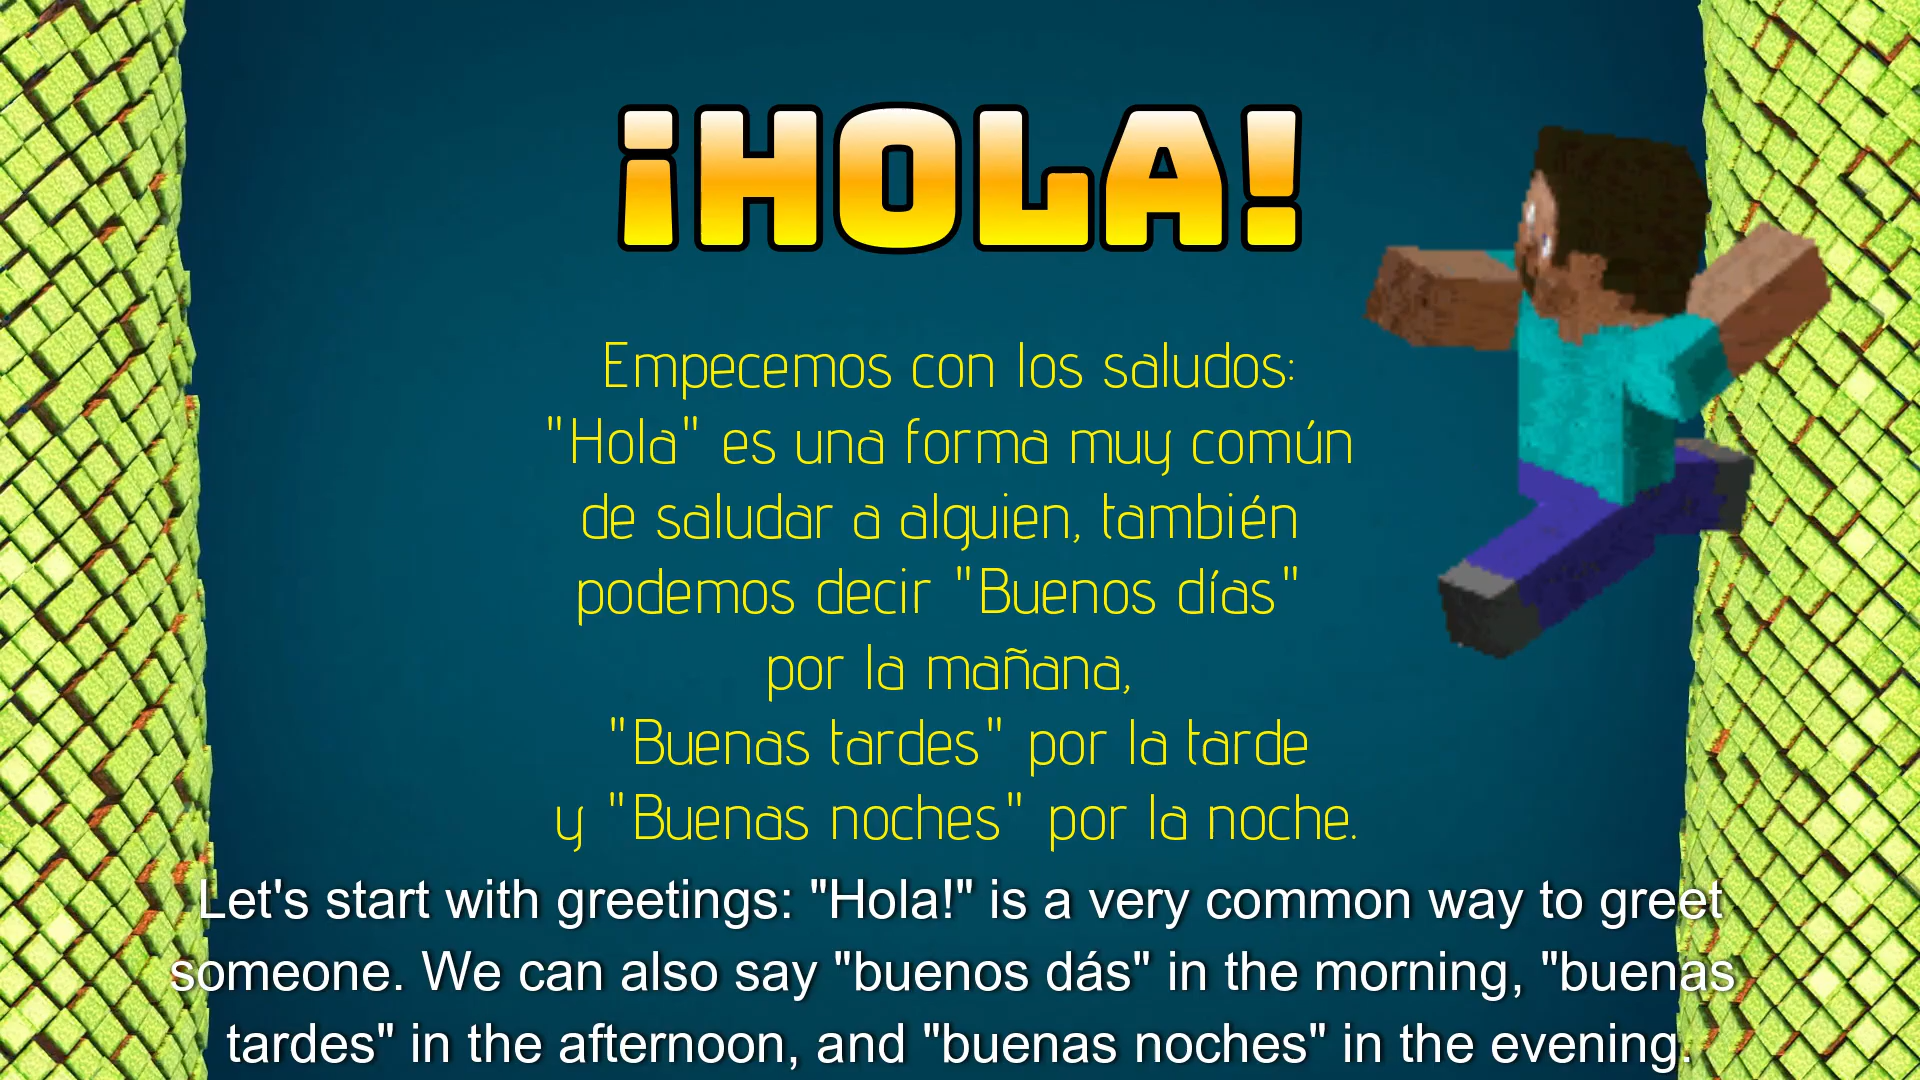 ¡HOLA!
Empecemos con los saludos:
"Hola" es una forma muy común
de saludar a alguien, también
podemos decir "Buenos días"
por la mañana,
"Buenas tardes" por la tarde
y "Buenas noches" por la noche.
Let's start with greetings: "Hola!" is a very common way to greet
someone. We can also say "buenos dás" in the morning, "buenas
tardes" in the afternoon, and "buenas noches" in the evening.